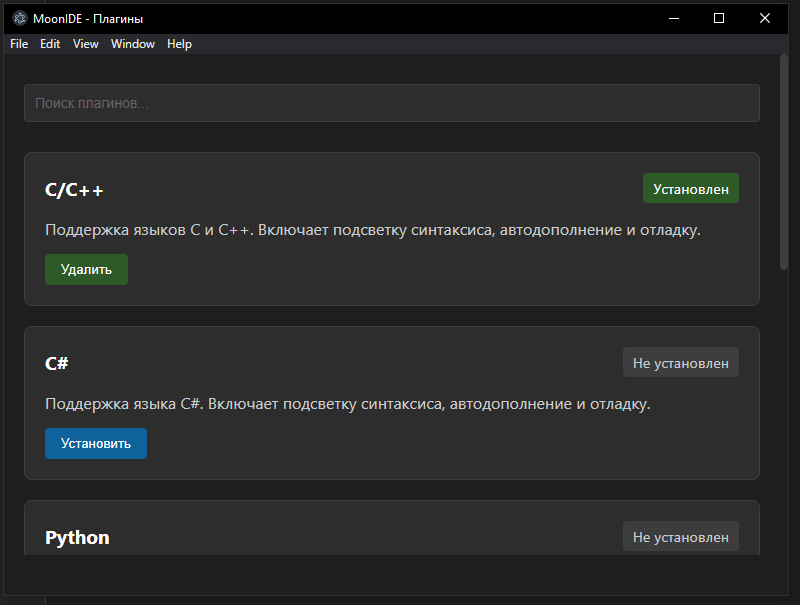 MoonIDE - Плагины
File Edit View Window Help
Поиск плагинов...
C/C++
Установлен
Поддержка языков C и C++. Включает подсветку синтаксиса, автодополнение и отладку.
Удалить
C#
Не установлен
Поддержка языка C#. Включает подсветку синтаксиса, автодополнение и отладку.
Установить
Python
Не установлен